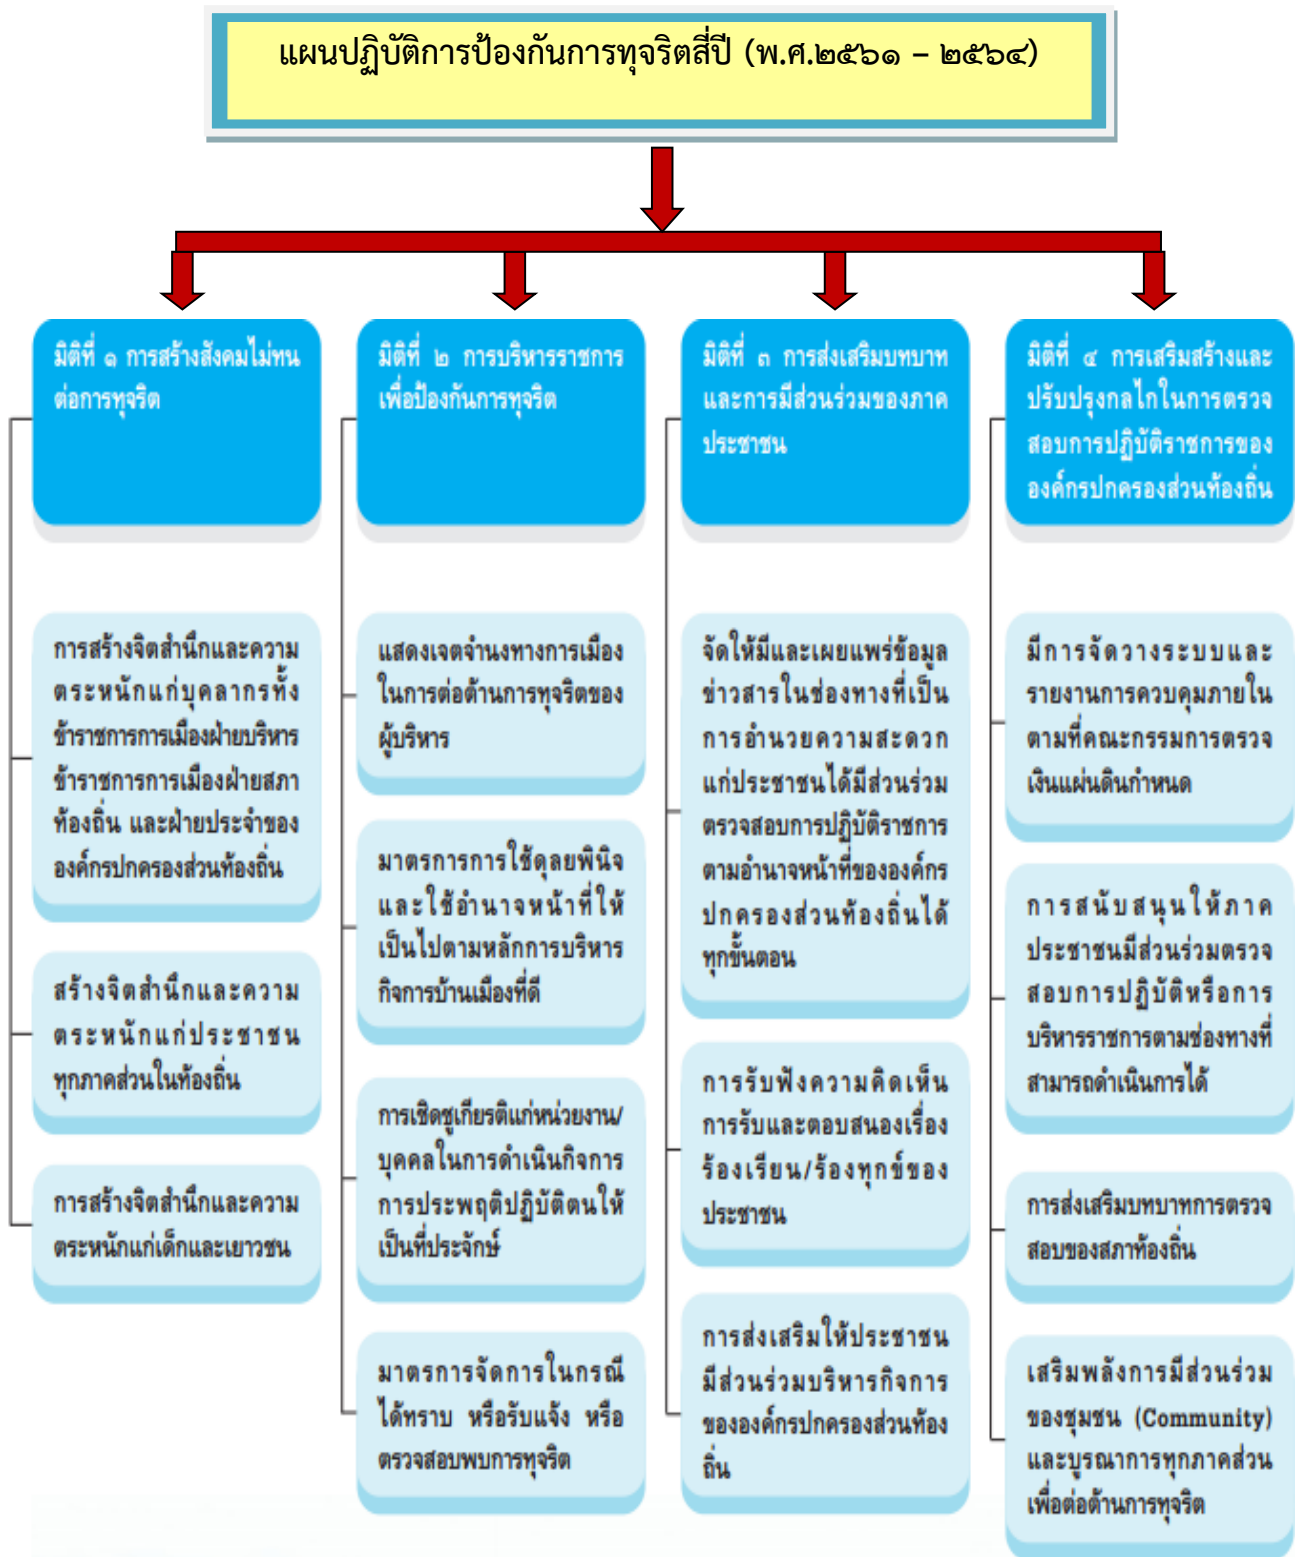 แผนปฏิบัติการป้องกันการทุจริตสี่ปี (พ.ศ.๒๕๖๑ – ๒๕๖๔)
มิติที่ ๑ การสร้างสังคมไม่ทน
ต่อการทุจริต
การสร้างจิตสำนึกและความ
ตระหนักแก่บุคลากรทั้ง
ข้าราชการการเมืองฝ่ายบริหาร
ข้าราชการการเมืองฝ่ายสภา
ท้องถิ่น และฝ่ายประจำของ
องค์กรปกครองส่วนท้องถิ่น
สร้างจิตสำนึกและความ
ตระหนักแก่ประชาชน
ทุกภาคส่วนในท้องถิ่น
การสร้างจิตสำนึกและความ
ตระหนักแก่เด็กและเยาวชน
มิติที่ ๒ การบริหารราชการ
เพื่อป้องกันการทุจริต
แสดงเจตจำนงทางการเมือง
ในการต่อต้านการทุจริตของ
ผู้บริหาร
มาตรการการใช้ดุลยพินิจ
และใช้อำนาจหน้าที่ให้
เป็นไปตามหลักการบริหาร
กิจการบ้านเมืองที่ดี
การเชิดชูเกียรติแก่หน่วยงาน/
บุคคลในการดำเนินกิจการ
การประพฤติปฏิบัติตนให้
เป็นที่ประจักษ์
มาตรการจัดการในกรณี
ได้ทราบ หรือรับแจ้ง หรือ
ตรวจสอบพบการทุจริต
มิติที่ ๓ การส่งเสริมบทบาท
และการมีส่วนร่วมของภาค
ประชาชน
จัดให้มีและเผยแพร่ข้อมูล
ข่าวสารในช่องทางที่เป็น
การอำนวยความสะดวก
แก่ประชาชนได้มีส่วนร่วม
ตรวจสอบการปฏิบัติราชการ
ตามอำนาจหน้าที่ขององค์กร
ปกครองส่วนท้องถิ่นได้
ทุกขั้นตอน
การรับฟังความคิดเห็น
การรับและตอบสนองเรื่อง
ร้องเรียน/ร้องทุกข์ของ
ประชาชน
การส่งเสริมให้ประชาชน
มีส่วนร่วมบริหารกิจการ
ขององค์กรปกครองส่วนท้อง
ถิ่น
มิติที่ ๔ การเสริมสร้างและ
ปรับปรุงกลไกในการตรวจ
สอบการปฏิบัติราชการของ
องค์กรปกครองส่วนท้องถิ่น
มีการจัดวางระบบและ
รายงานการควบคุมภายใน
ตามที่คณะกรรมการตรวจ
เงินแผ่นดินกำหนด
การสนับสนุนให้ภาค
ประชาชนมีส่วนร่วมตรวจ
สอบการปฏิบัติหรือการ
บริหารราชการตามช่องทางที่
สามารถดำเนินการได้
การส่งเสริมบทบาทการตรวจ
สอบของสภาท้องถิ่น
เสริมพลังการมีส่วนร่วม
ของชุมชน (Community)
และบูรณาการทุกภาคส่วน
เพื่อต่อต้านการทุจริต